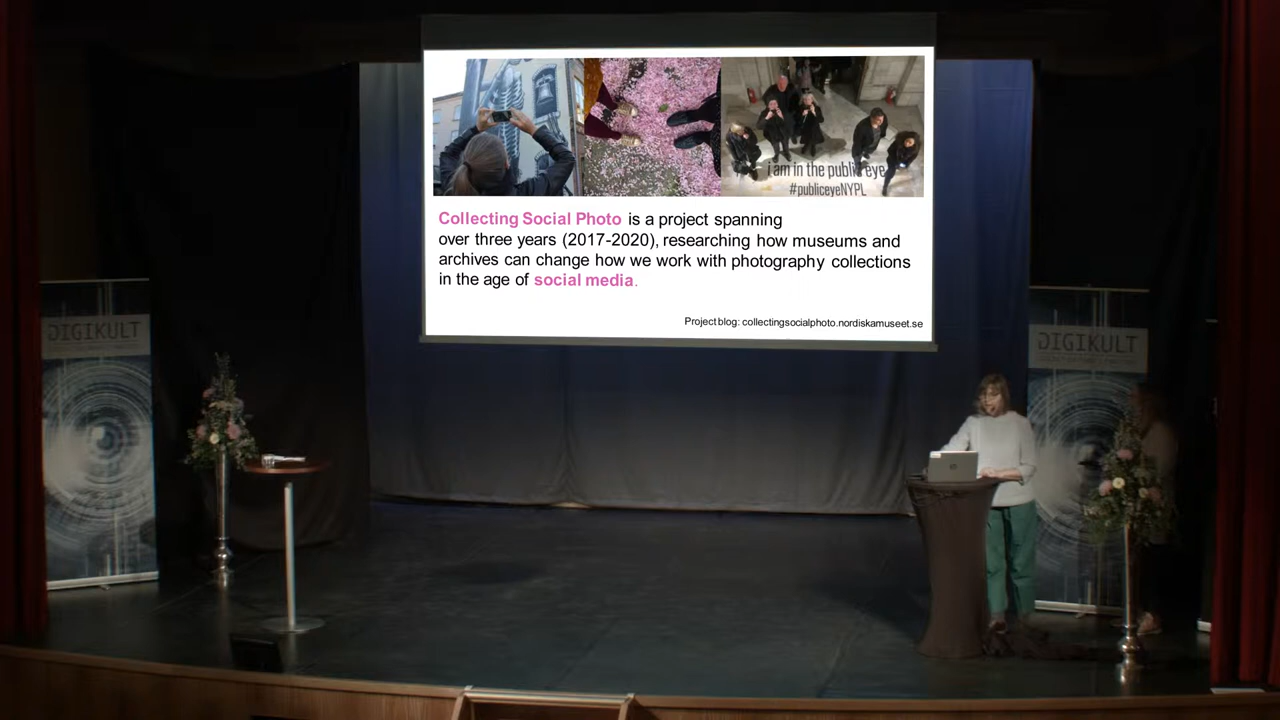 i am in the public eye
#publiceyeNYPL
Collecting Social Photo is a project spanning
over three years (2017-2020), researching how museums and
archives can change how we work with photography collections
in the age of social media.
Project blog: collectingsocialphoto.nordiskamuseet.se
DIGIKULT
DIGIKULT